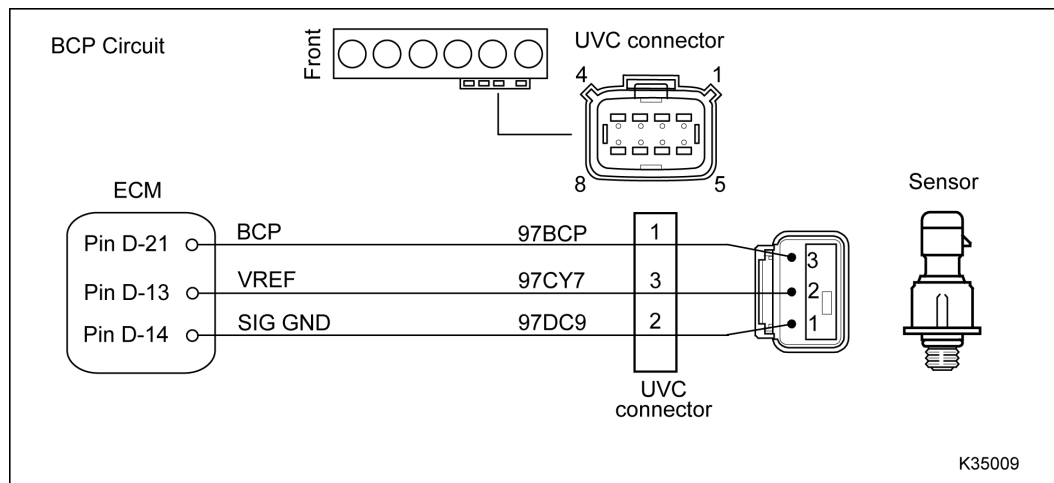 BCP Circuit
Front
UVC connector
4 1
8 5
ECM
Sensor
Pin D-21 BCP 97BCP 1 3
Pin D-13 VREF 97CY7 3 2
Pin D-14 SIG GND 97DC9 2 1
UVC
connector
K35009